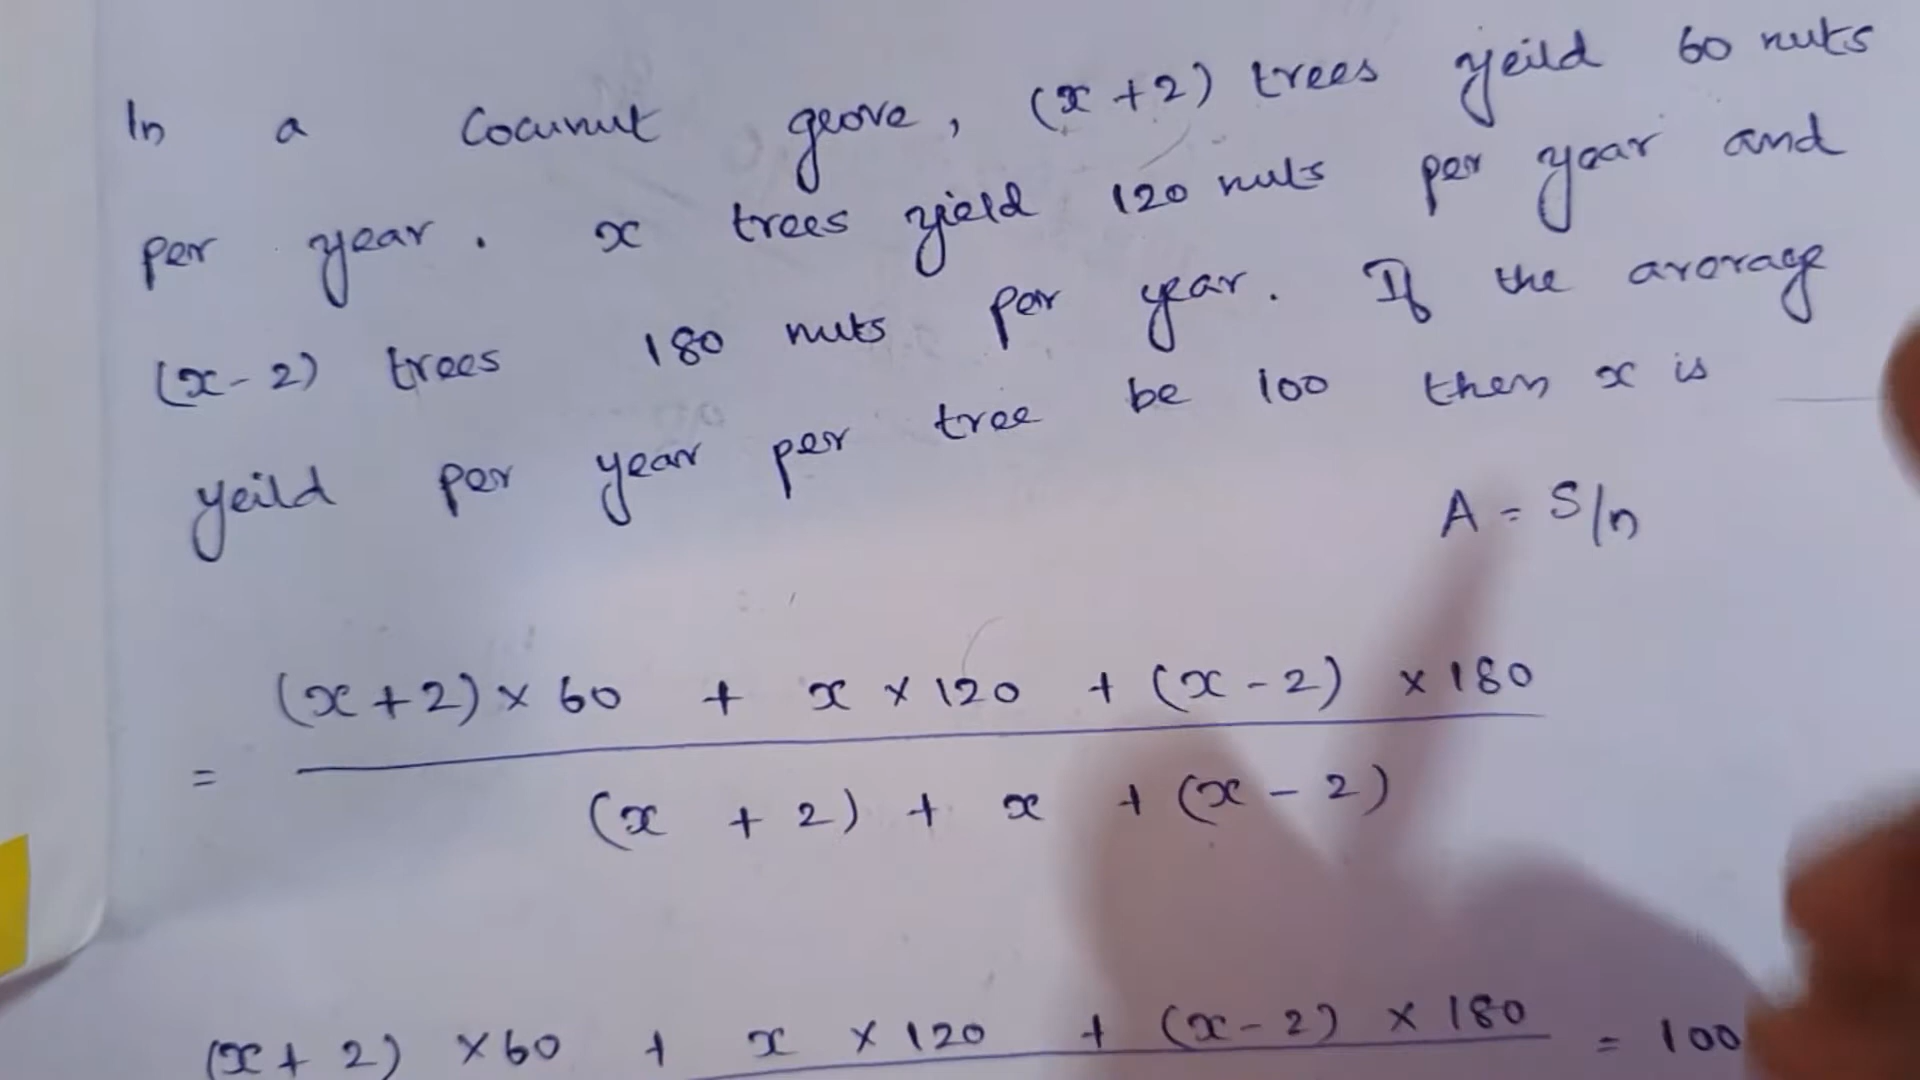 In a Cocunut grove, (x+2) trees yeild 60 nuts
per year. x trees yield 120 nuts per year and
(x-2) trees 180 nuts per year. If the average
yeild per year per tree be 100 then x is
A = S/n
= (x+2) × 60 + x × 120 + (x-2) × 180
(x + 2) + x + (x - 2)
(x+2) × 60 + x × 120 + (x-2) × 180 = 100